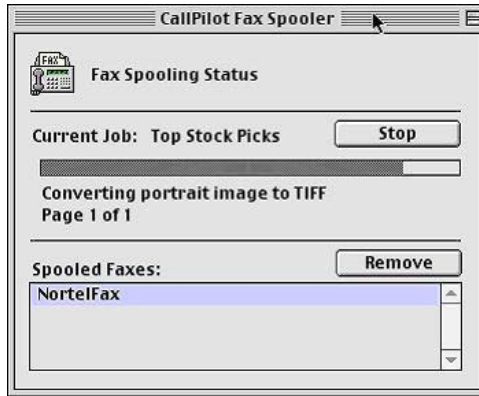 CallPilot Fax Spooler
FAX
Fax Spooling Status
Current Job: Top Stock Picks
Stop
Converting portrait image to TIFF
Page 1 of 1
Spooled Faxes:
Remove
NortelFax